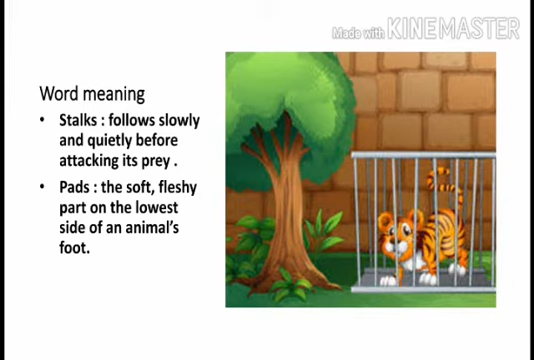 Made with KINEMASTER
Word meaning
• Stalks : follows slowly
and quietly before
attacking its prey .
• Pads : the soft, fleshy
part on the lowest
side of an animal's
foot.